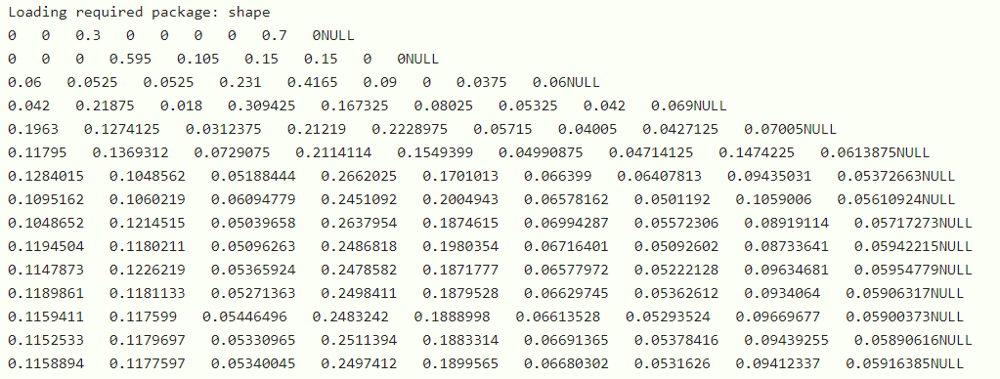 Loading required package: shape
0 0 0.3 0 0 0 0 0.7 0NULL
0 0 0 0.595 0.105 0.15 0.15 0 0NULL
0.06 0.0525 0.0525 0.231 0.4165 0.09 0 0.0375 0.06NULL
0.042 0.21875 0.018 0.309425 0.167325 0.08025 0.05325 0.042 0.069NULL
0.1963 0.1274125 0.0312375 0.21219 0.2228975 0.05715 0.04005 0.0427125 0.07005NULL
0.11795 0.1369312 0.0729075 0.2114114 0.1549399 0.04990875 0.04714125 0.1474225 0.0613875NULL
0.1284015 0.1048562 0.05188444 0.2662025 0.1701013 0.066399 0.06407813 0.09435031 0.05372663NULL
0.1095162 0.1060219 0.06094779 0.2451092 0.2004943 0.06578162 0.0501192 0.1059006 0.05610924NULL
0.1048652 0.1214515 0.05039658 0.2637954 0.1874615 0.06994287 0.05572306 0.08919114 0.05717273NULL
0.1194504 0.1180211 0.05096263 0.2486818 0.1980354 0.06716401 0.05092602 0.08733641 0.05942215NULL
0.1147873 0.1226219 0.05365924 0.2478582 0.1871777 0.06577972 0.05222128 0.09634681 0.05954779NULL
0.1189861 0.1181133 0.05271363 0.2498411 0.1879528 0.06629745 0.05362612 0.0934064 0.05906317NULL
0.1159411 0.117599 0.05446496 0.2483242 0.1888998 0.06613528 0.05293524 0.09669677 0.05900373NULL
0.1152533 0.1179697 0.05330965 0.2511394 0.1883314 0.06691365 0.05378416 0.09439255 0.05890616NULL
0.1158894 0.1177597 0.05340045 0.2497412 0.1899565 0.06680302 0.0531626 0.09412337 0.05916385NULL